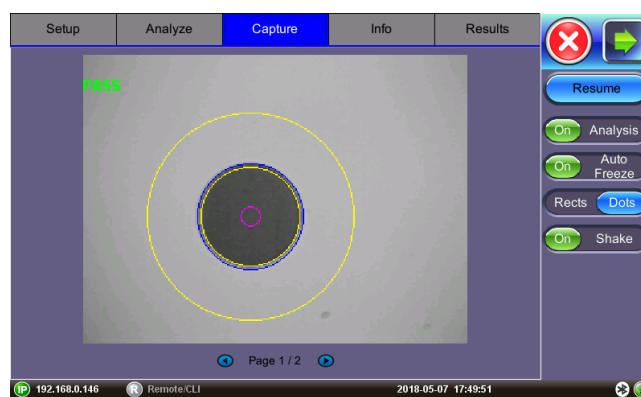 Setup
Analyze
Capture
Info
Results
PASS
Resume
On Analysis
On Auto
Freeze
Rects Dots
On Shake
Page 1 / 2
IP 192.168.0.146
R Remote/CLI
2018-05-07 17:49:51